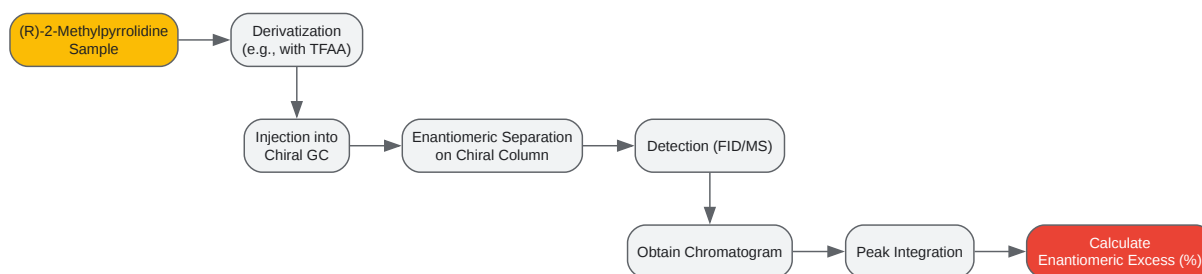 (R)-2-Methylpyrrolidine
Sample
Derivatization
(e.g., with TFAA)
Injection into
Chiral GC
Enantiomeric Separation
on Chiral Column
Detection (FID/MS)
Obtain Chromatogram
Peak Integration
Calculate
Enantiomeric Excess (%)